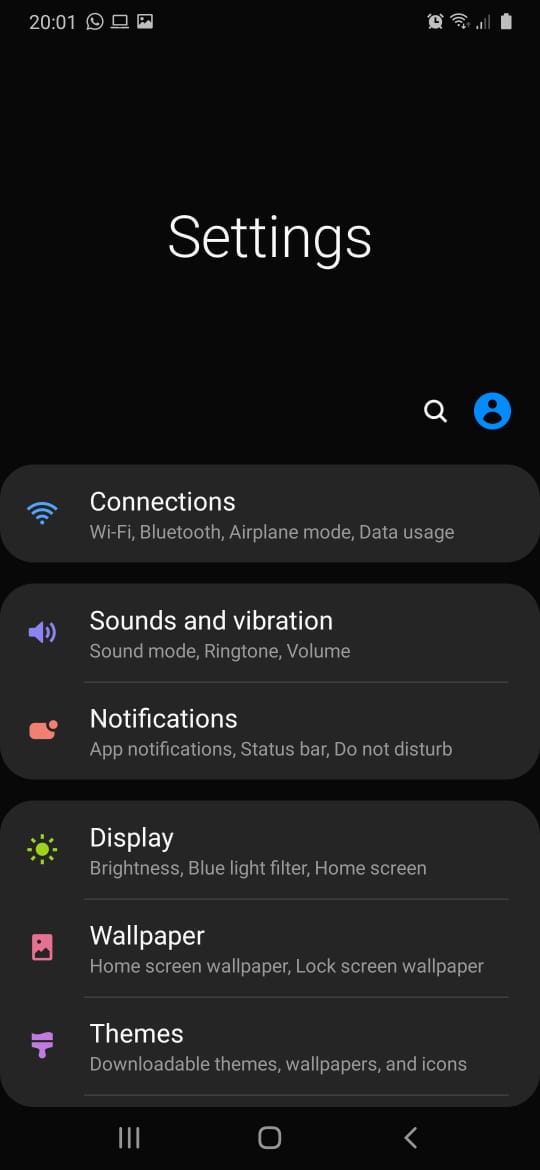 20:01
Settings
Connections
Wi-Fi, Bluetooth, Airplane mode, Data usage
Sounds and vibration
Sound mode, Ringtone, Volume
Notifications
App notifications, Status bar, Do not disturb
Display
Brightness, Blue light filter, Home screen
Wallpaper
Home screen wallpaper, Lock screen wallpaper
Themes
Downloadable themes, wallpapers, and icons